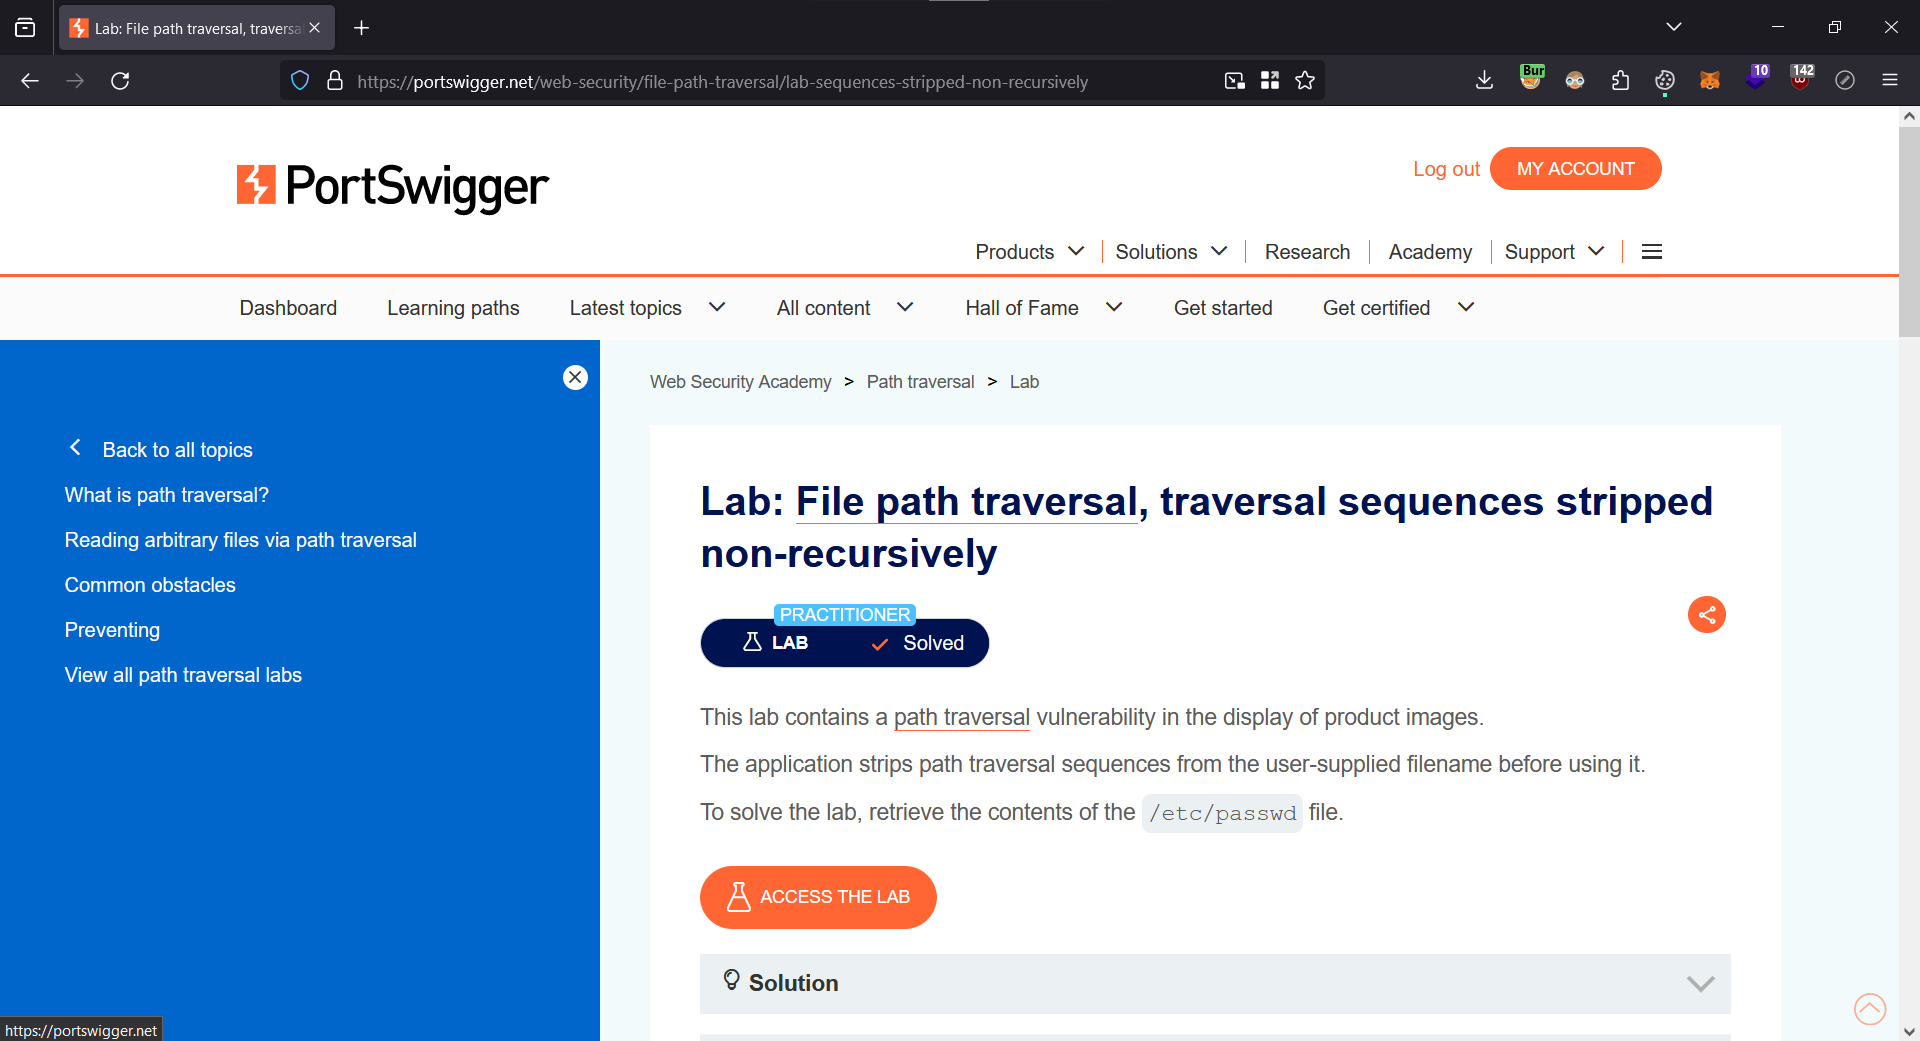 Lab: File path traversal, traversa
https://portswigger.net/web-security/file-path-traversal/lab-sequences-stripped-non-recursively
Bur
10
142
PortSwigger
Log out
MY ACCOUNT
Products
Solutions
Research
Academy
Support
Dashboard
Learning paths
Latest topics
All content
Hall of Fame
Get started
Get certified
Back to all topics
What is path traversal?
Reading arbitrary files via path traversal
Common obstacles
Preventing
View all path traversal labs
Web Security Academy > Path traversal > Lab
Lab: File path traversal, traversal sequences stripped
non-recursively
PRACTITIONER
LAB
Solved
This lab contains a path traversal vulnerability in the display of product images.
The application strips path traversal sequences from the user-supplied filename before using it.
To solve the lab, retrieve the contents of the /etc/passwd file.
ACCESS THE LAB
Solution
https://portswigger.net